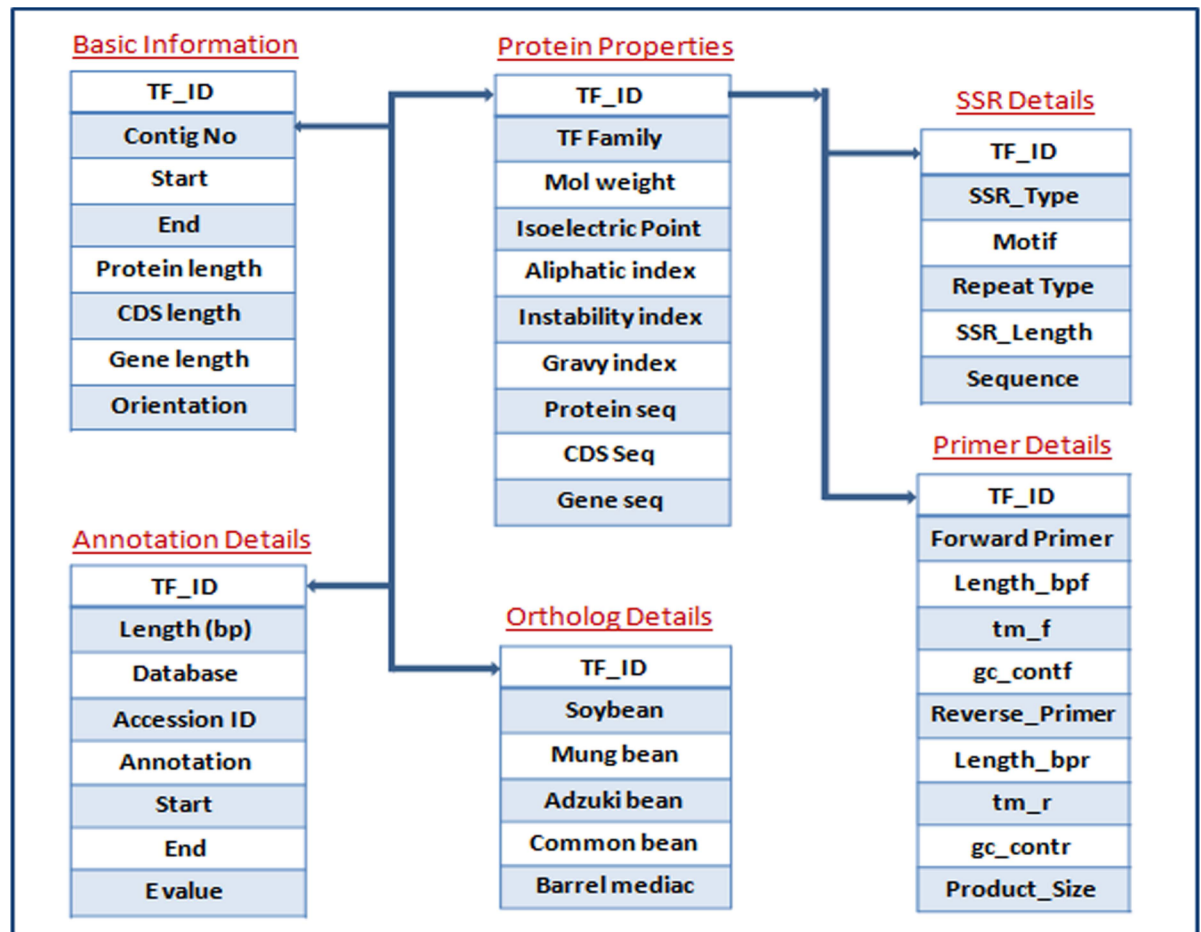 Basic Information
TF_ID
Contig No
Start
End
Protein length
CDS length
Gene length
Orientation
Protein Properties
TF_ID
TF Family
Mol weight
Isoelectric Point
Aliphatic index
Instability index
Gravy index
Protein seq
CDS Seq
Gene seq
SSR Details
TF_ID
SSR_Type
Motif
Repeat Type
SSR_Length
Sequence
Annotation Details
TF_ID
Length (bp)
Database
Accession ID
Annotation
Start
End
E value
Ortholog Details
TF_ID
Soybean
Mung bean
Adzuki bean
Common bean
Barrel mediac
Primer Details
TF_ID
Forward Primer
Length_bpf
tm_f
gc_contf
Reverse_Primer
Length_bpr
tm_r
gc_contr
Product_Size